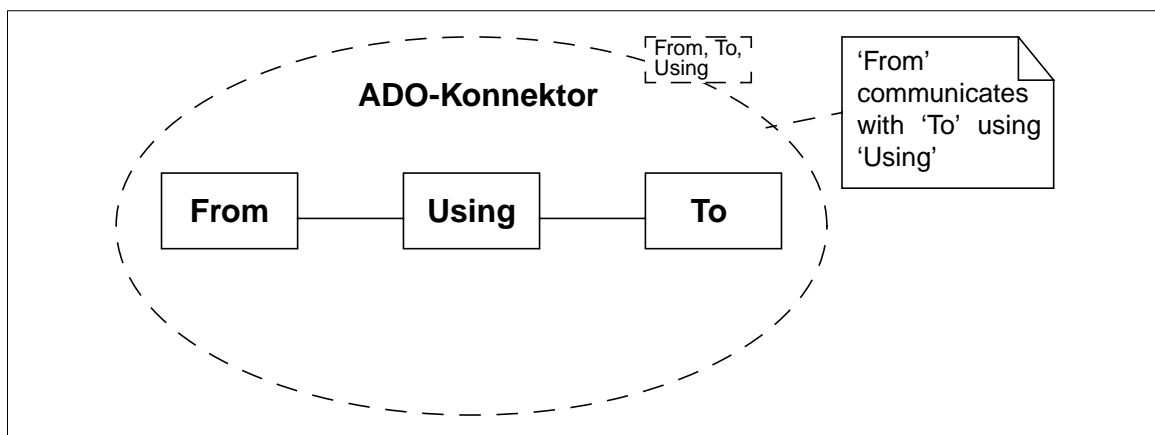 From, To,
Using
ADO-Konnektor
‘From’
communicates
with ‘To’ using
‘Using’
From
Using
To